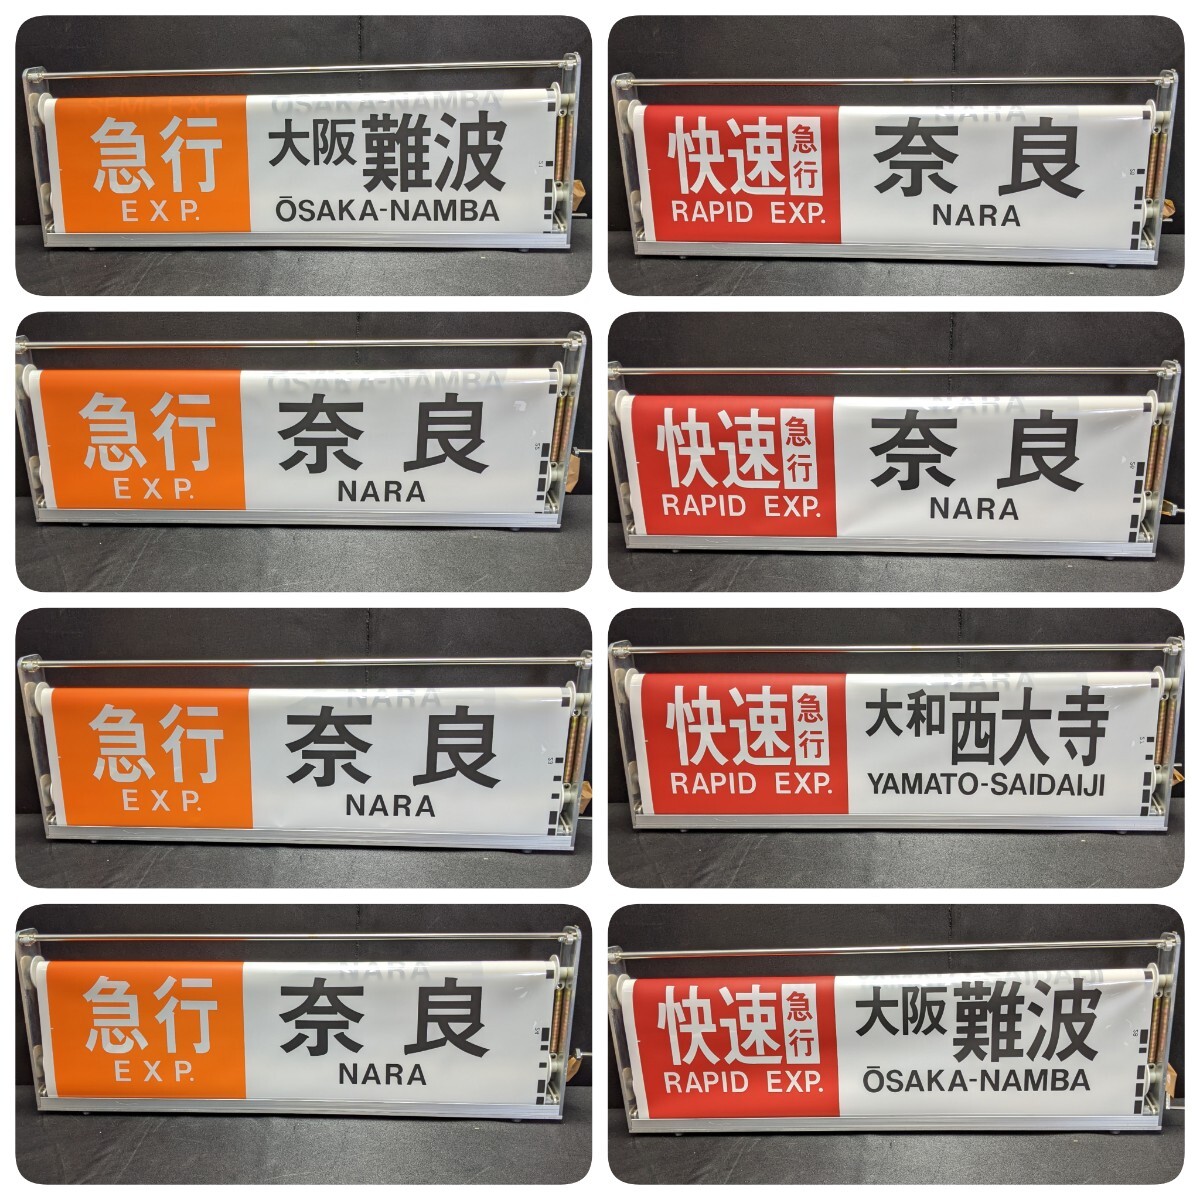 急行 大阪難波
EXP. ŌSAKA-NAMBA
快速急行 奈良
RAPID EXP. NARA
急行 奈良
EXP. NARA
快速急行 奈良
RAPID EXP. NARA
急行 奈良
EXP. NARA
快速急行 大和西大寺
RAPID EXP. YAMATO-SAIDAIJI
急行 奈良
EXP. NARA
快速急行 大阪難波
RAPID EXP. ŌSAKA-NAMBA